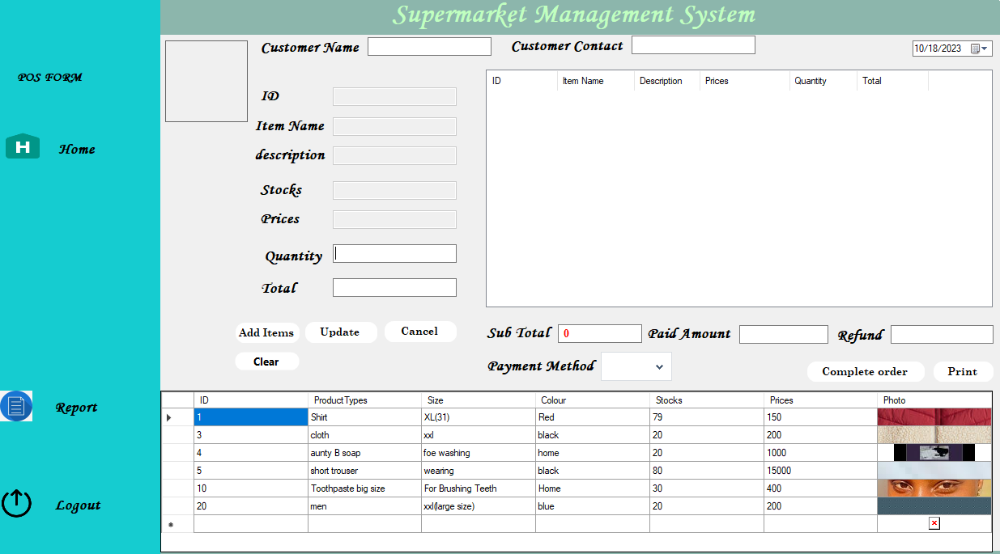 Supermarket Management System
Customer Name
Customer Contact
10/18/2023
POS FORM
H Home
ID
Item Name
description
Stocks
Prices
Quantity
Total
ID Item Name Description Prices Quantity Total
Add Items Update Cancel
Clear
Sub Total 0 Paid Amount Refund
Payment Method
Complete order Print
Report
Logout
ID ProductTypes Size Colour Stocks Prices Photo
1 Shirt XL(31) Red 79 150
3 cloth xxl black 20 200
4 aunty B soap foe washing home 20 1000
5 short trouser wearing black 80 15000
10 Toothpaste big size For Brushing Teeth Home 30 400
20 men xxl(large size) blue 20 200